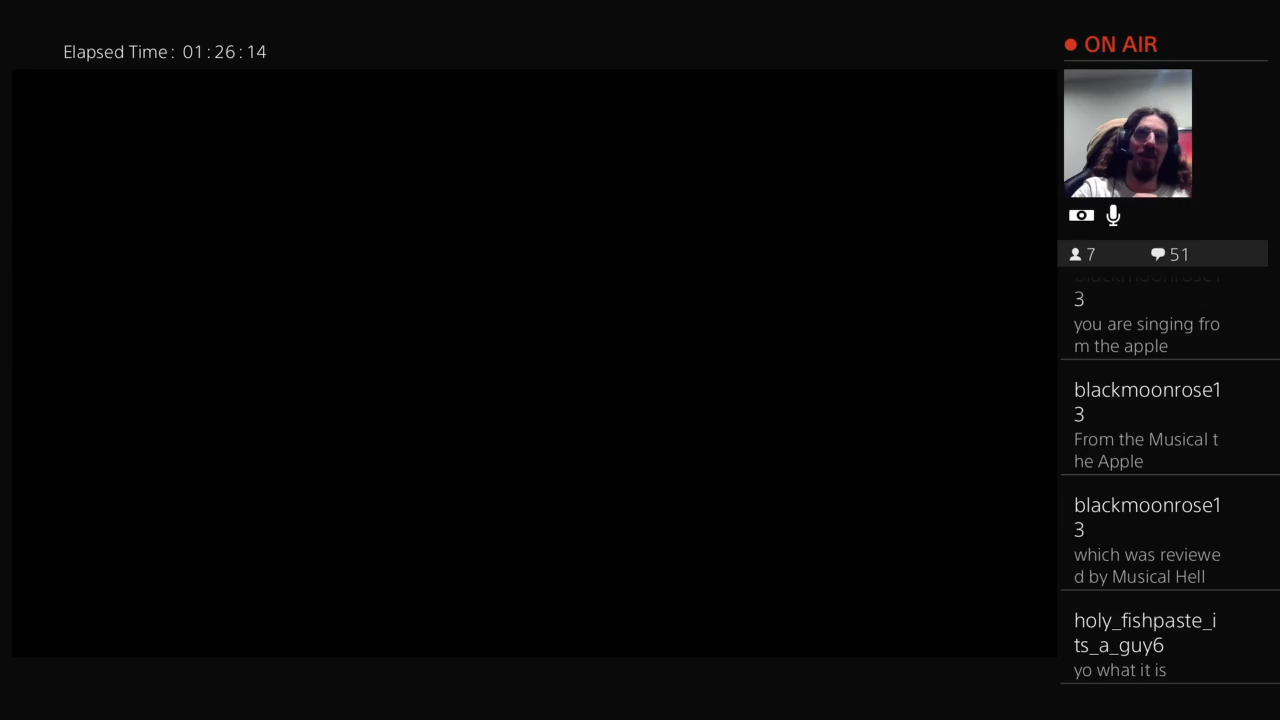 Elapsed Time: 01:26:14
ON AIR
7
51
3
you are singing fro
m the apple
blackmoonrose1
3
From the Musical t
he Apple
blackmoonrose1
3
which was reviewe
d by Musical Hell
holy_fishpaste_i
ts_a_guy6
yo what it is